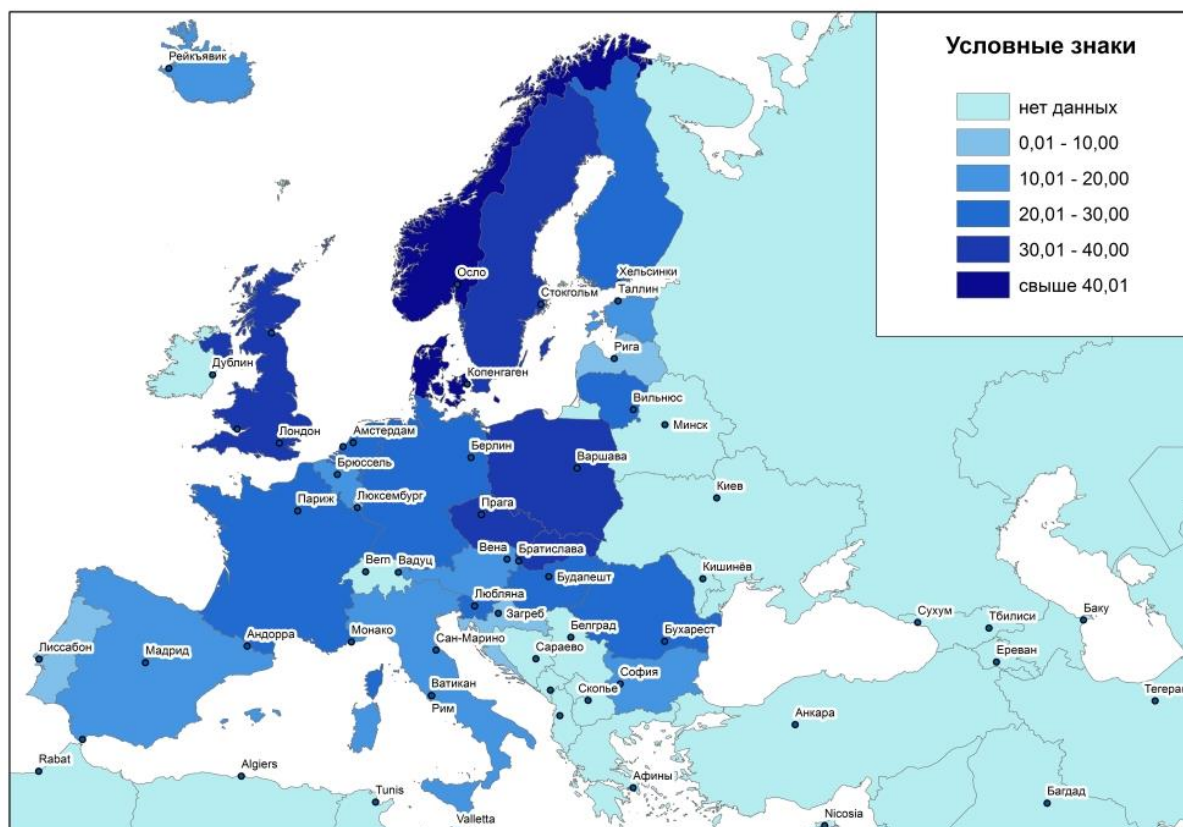 Условные знаки
нет данных
0,01 - 10,00
10,01 - 20,00
20,01 - 30,00
30,01 - 40,00
свыше 40,01
Рейкъявик
Осло
Хельсинки
Стокгольм
Таллин
Рига
Дублин
Копенгаген
Вильнюс
Минск
Лондон
Амстердам
Берлин
Варшава
Брюссель
Киев
Париж
Люксембург
Прага
Вена
Братислава
Bern
Вадуц
Будапешт
Кишинёв
Любляна
Загреб
Сухум
Тбилиси
Баку
Андорра
Монако
Сан-Марино
Белград
Бухарест
Лиссабон
Мадрид
Сараево
Ереван
София
Ватикан
Скопье
Тегеран
Рим
Анкара
Rabat
Algiers
Афины
Tunis
Багдад
Valletta
Nicosia